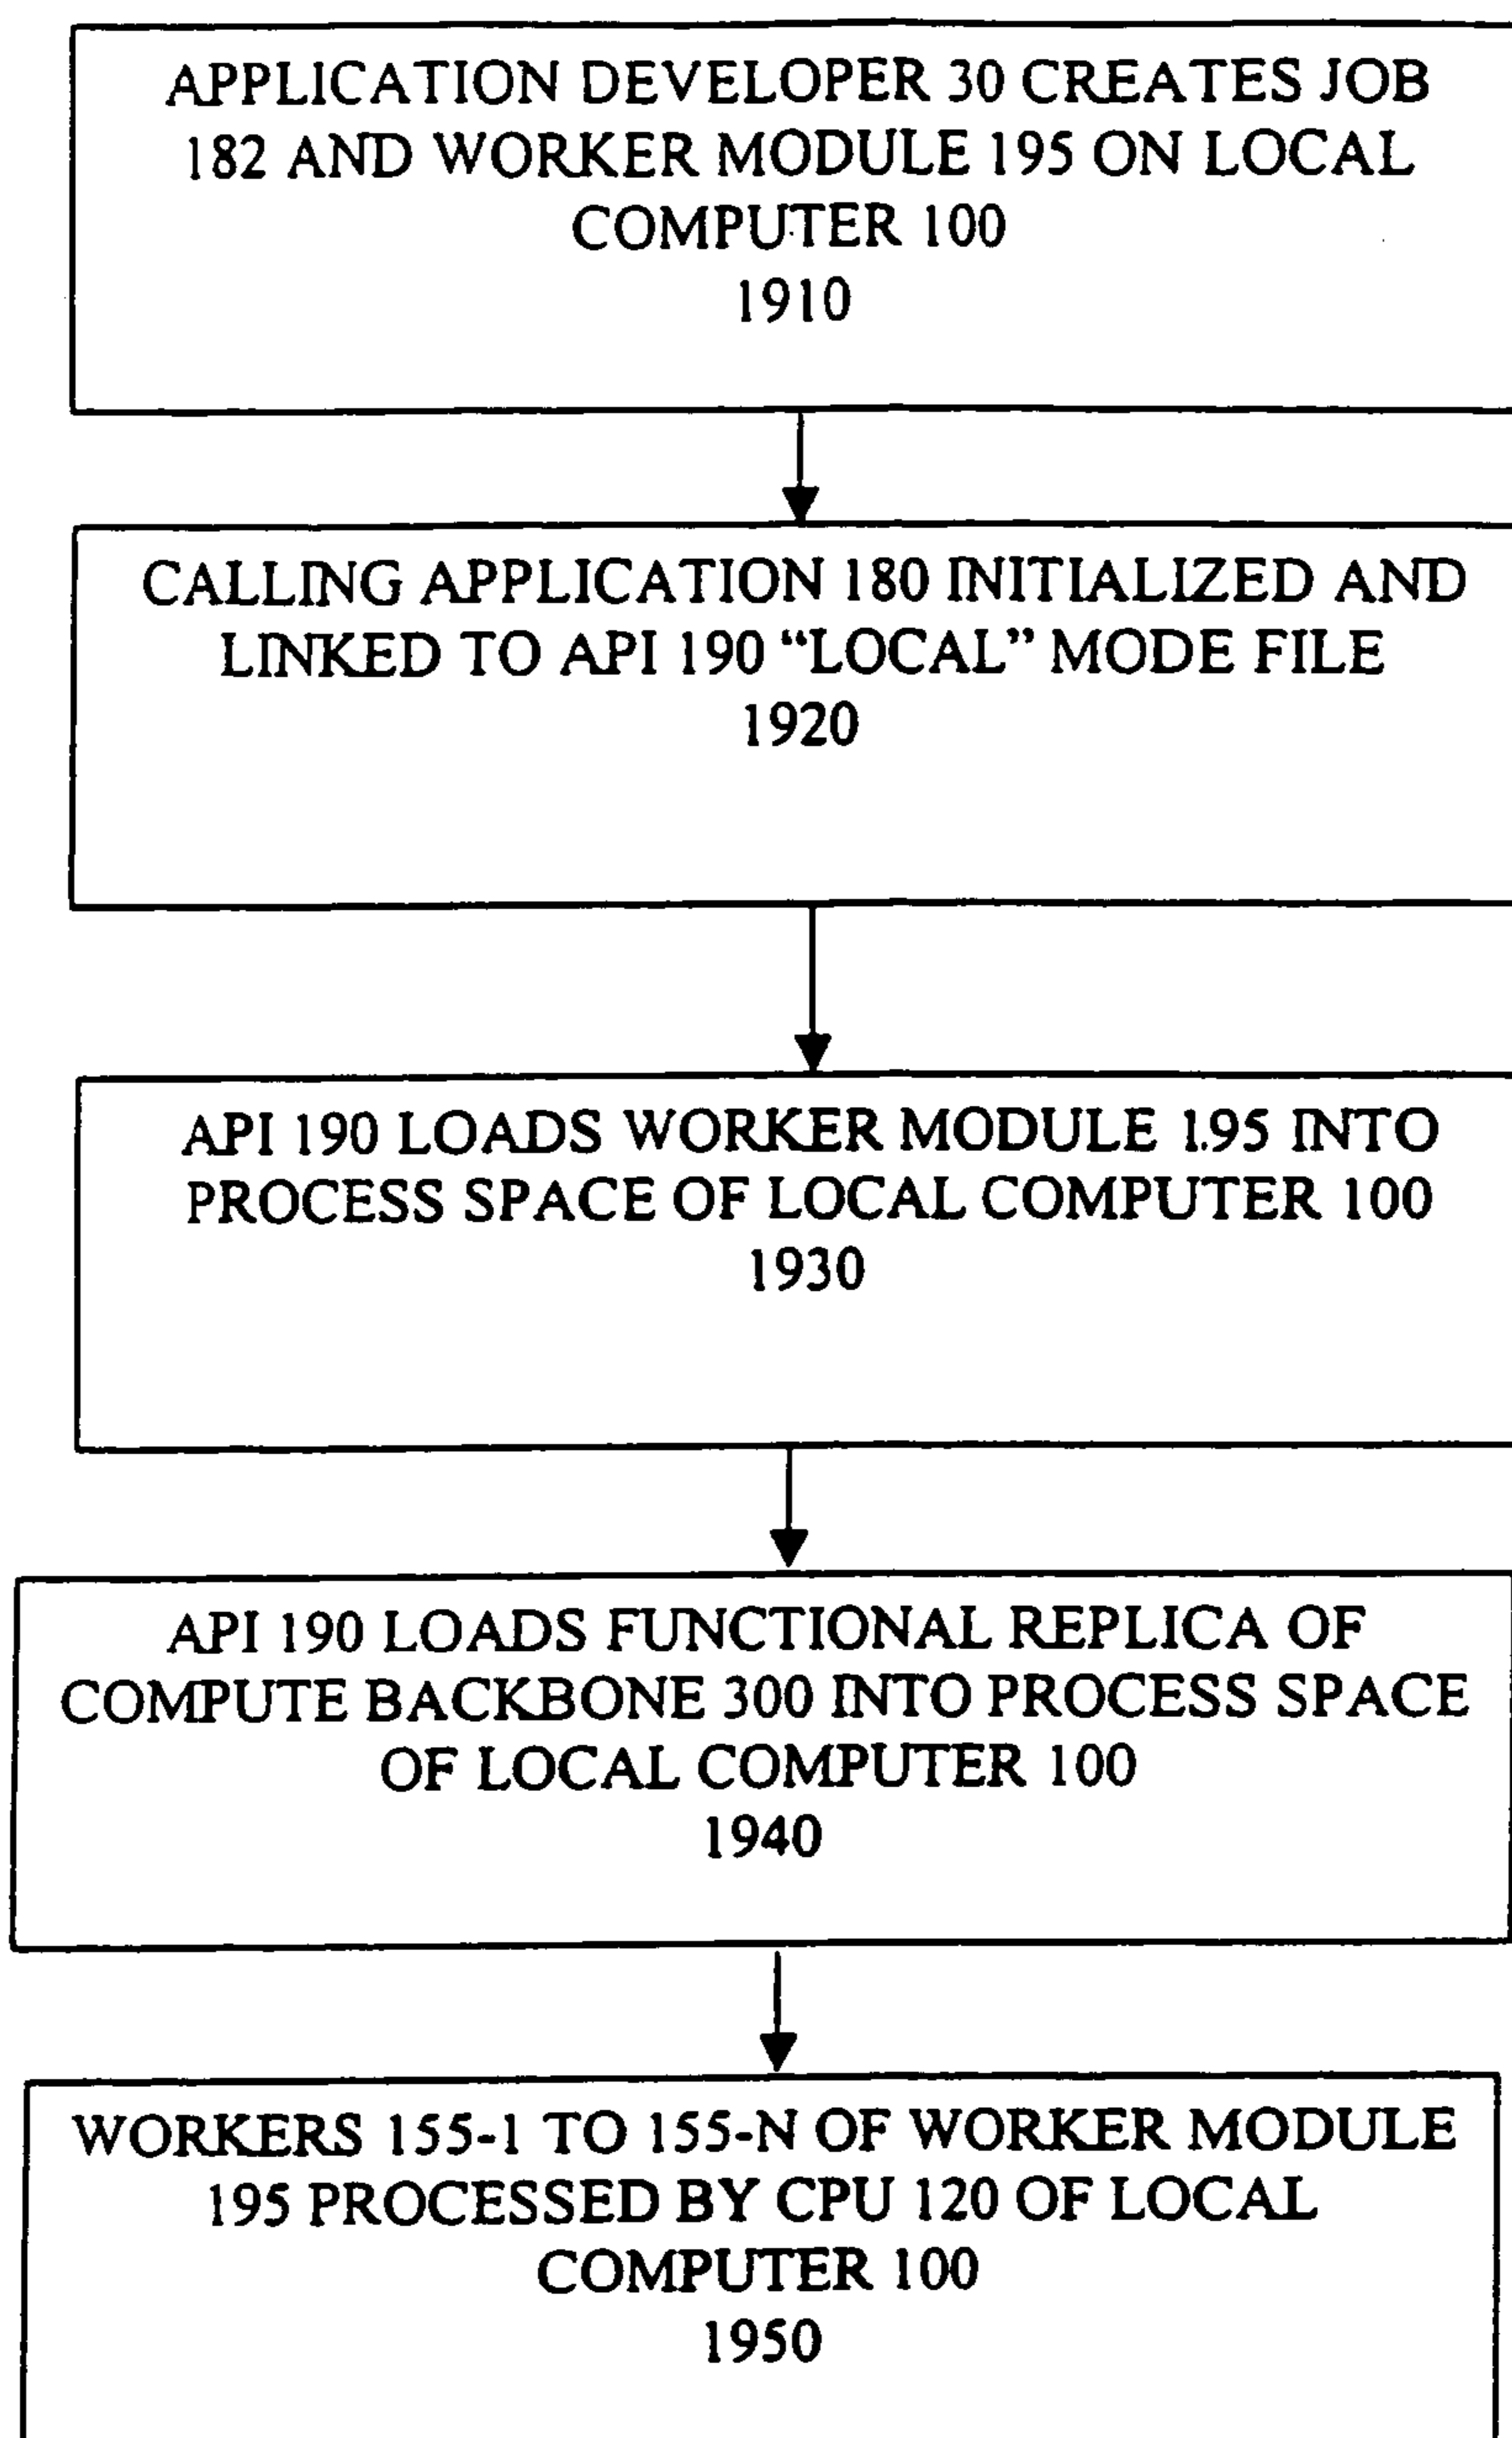 APPLICATION DEVELOPER 30 CREATES JOB
182 AND WORKER MODULE 195 ON LOCAL
COMPUTER 100
1910
CALLING APPLICATION 180 INITIALIZED AND
LINKED TO API 190 “LOCAL” MODE FILE
1920
API 190 LOADS WORKER MODULE 195 INTO
PROCESS SPACE OF LOCAL COMPUTER 100
1930
API 190 LOADS FUNCTIONAL REPLICA OF
COMPUTE BACKBONE 300 INTO PROCESS SPACE
OF LOCAL COMPUTER 100
1940
WORKERS 155-1 TO 155-N OF WORKER MODULE
195 PROCESSED BY CPU 120 OF LOCAL
COMPUTER 100
1950